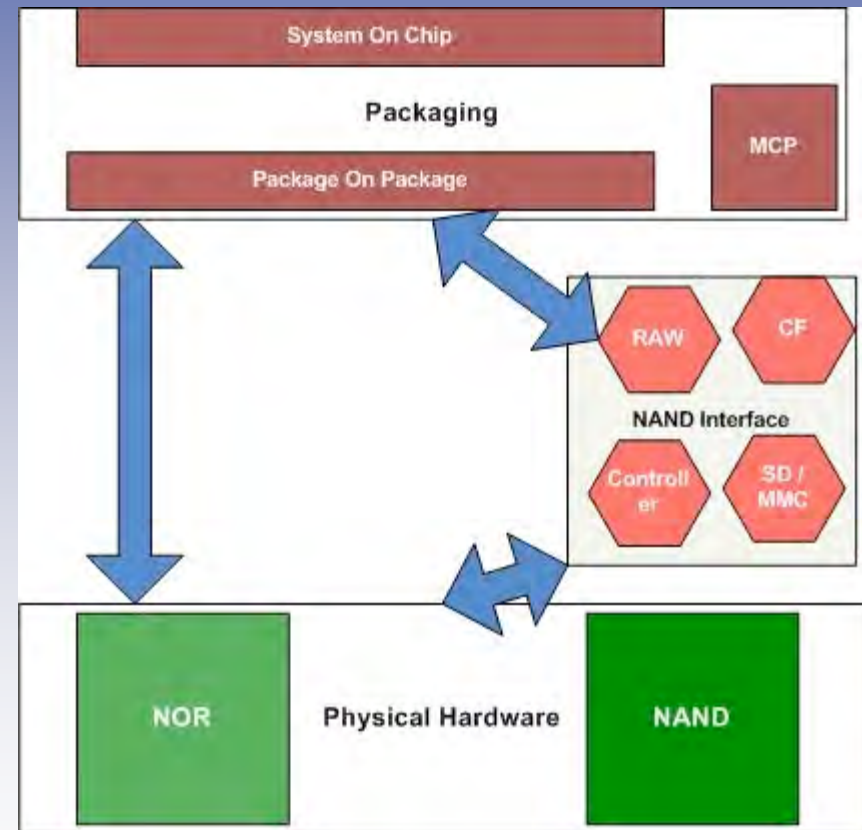 System On Chip
Packaging
MCP
Package On Package
RAW
CF
NAND Interface
Controll
er
SD /
MMC
NOR
Physical Hardware
NAND